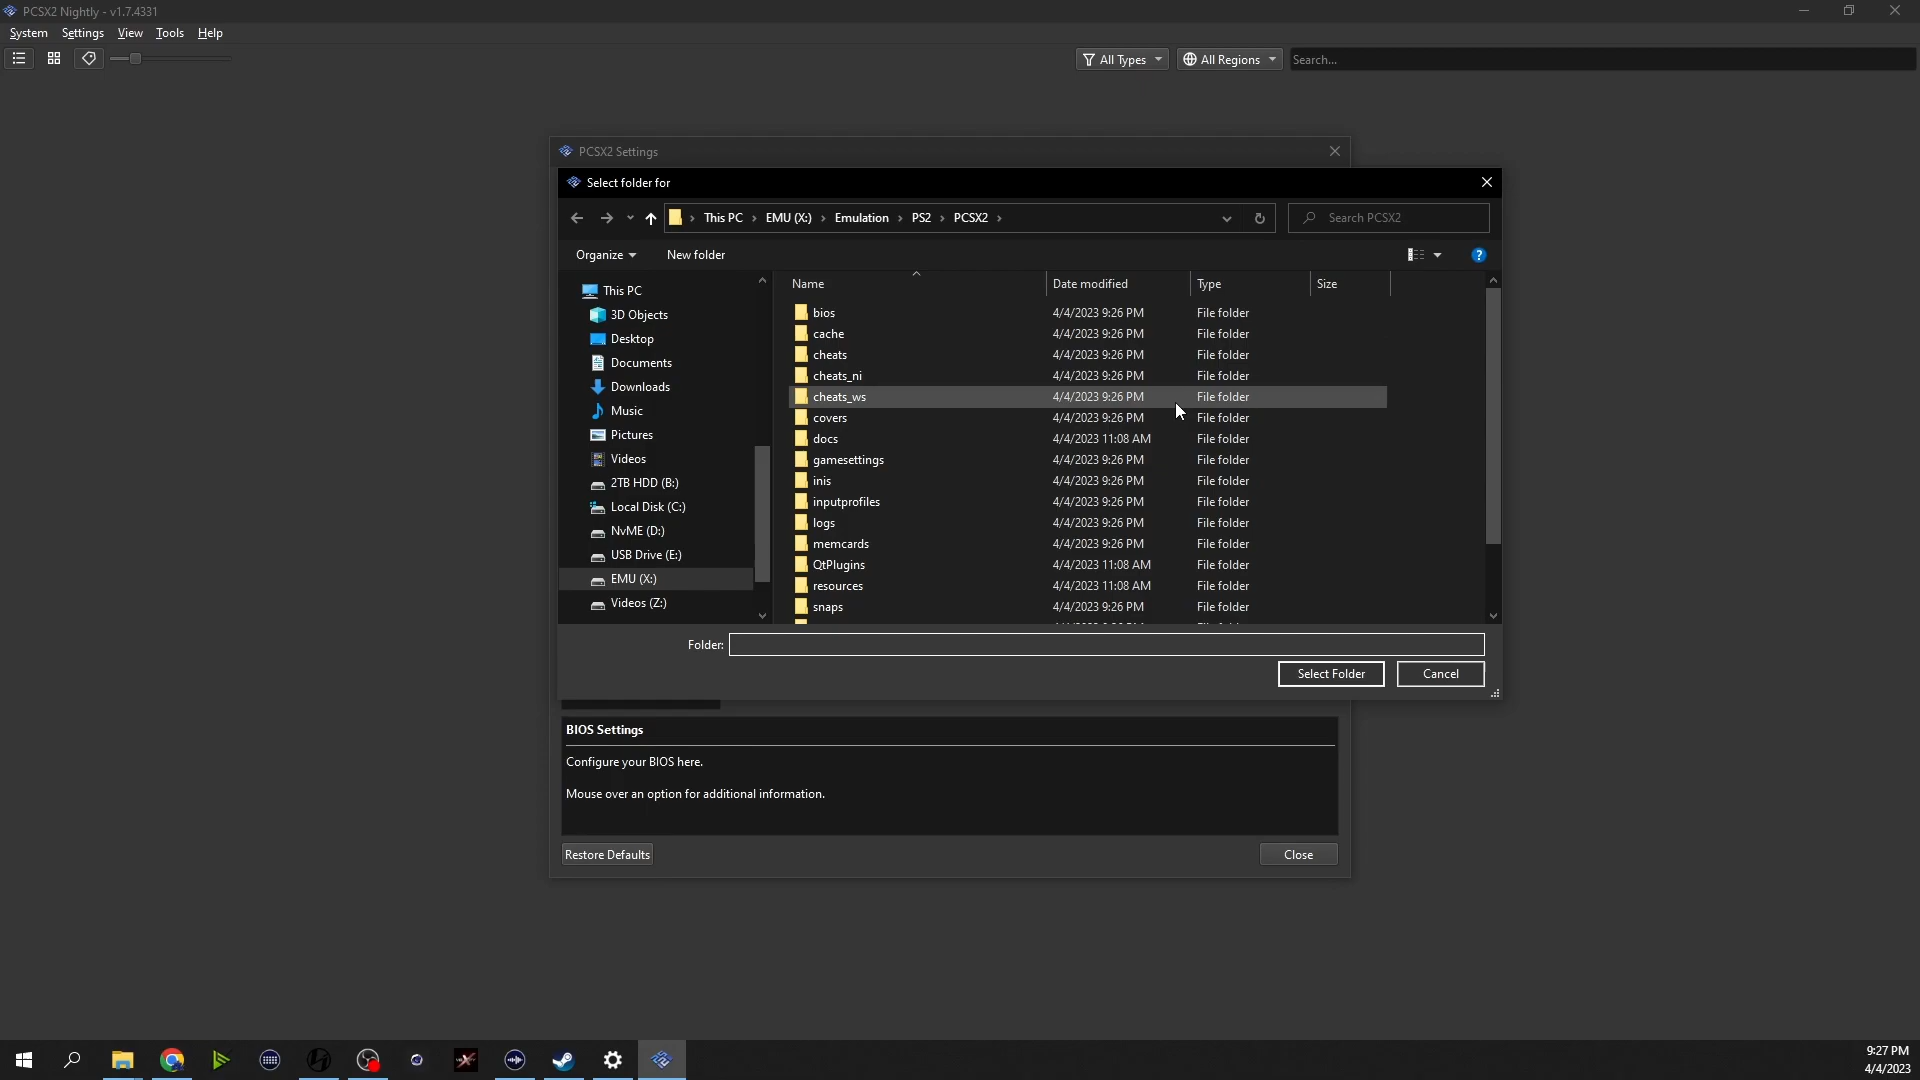 PCSX2 Nightly - v1.7.4331
System Settings View Tools Help
All Types All Regions Search...
PCSX2 Settings
Select folder for
This PC EMU (X:) Emulation PS2 PCSX2 Search PCSX2
Organize New folder
Name Date modified Type Size
This PC
3D Objects
Desktop
Documents
Downloads
Music
Pictures
Videos
2TB HDD (B:)
Local Disk (C:)
NvME (D:)
USB Drive (E:)
EMU (X:)
Videos (Z:)
bios 4/4/2023 9:26 PM File folder
cache 4/4/2023 9:26 PM File folder
cheats 4/4/2023 9:26 PM File folder
cheats_ni 4/4/2023 9:26 PM File folder
cheats_ws 4/4/2023 9:26 PM File folder
covers 4/4/2023 9:26 PM File folder
docs 4/4/2023 11:08 AM File folder
gamesettings 4/4/2023 9:26 PM File folder
inis 4/4/2023 9:26 PM File folder
inputprofiles 4/4/2023 9:26 PM File folder
logs 4/4/2023 9:26 PM File folder
memcards 4/4/2023 9:26 PM File folder
QtPlugins 4/4/2023 11:08 AM File folder
resources 4/4/2023 11:08 AM File folder
snaps 4/4/2023 9:26 PM File folder
Folder:
Select Folder Cancel
BIOS Settings
Configure your BIOS here.
Mouse over an option for additional information.
Restore Defaults Close
9:27 PM
4/4/2023